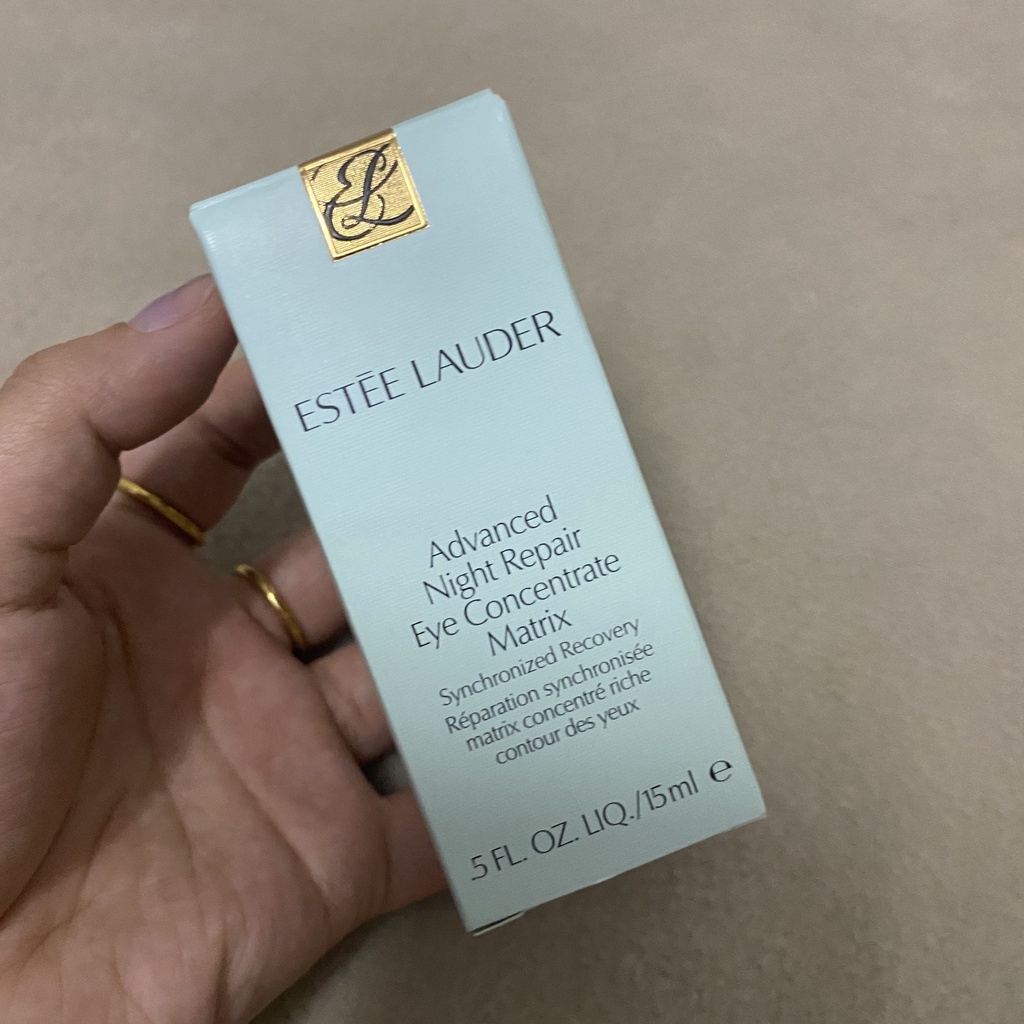 EL
ESTĒE LAUDER
Advanced
Night Repair
Eye Concentrate
Matrix
Synchronized Recovery
Réparation synchronisée
matrix concentré riche
contour des yeux
.5 FL. OZ. LIQ./15ml ℮